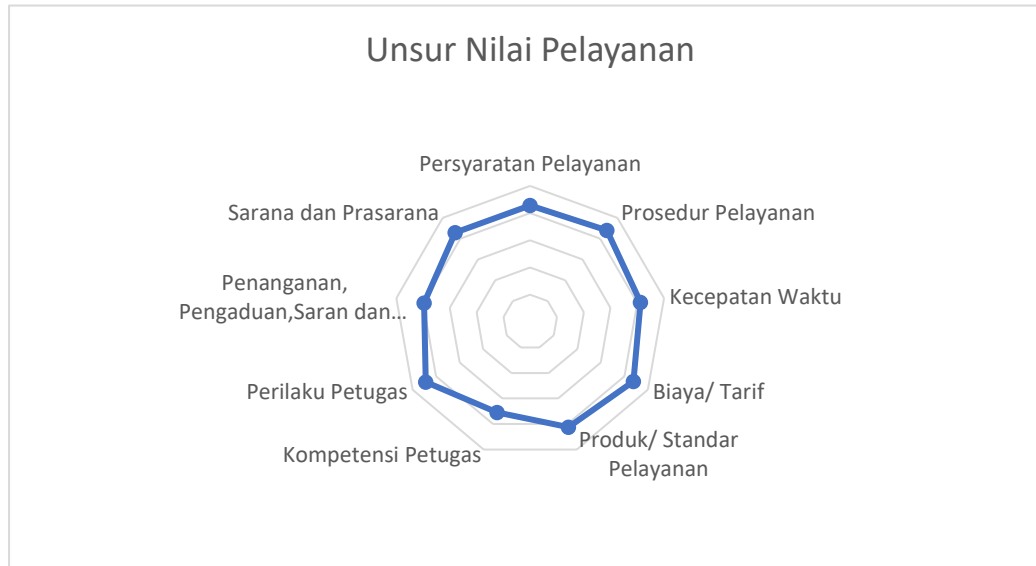 Unsur Nilai Pelayanan
Persyaratan Pelayanan
Prosedur Pelayanan
Kecepatan Waktu
Biaya/ Tarif
Produk/ Standar
Pelayanan
Kompetensi Petugas
Perilaku Petugas
Penanganan,
Pengaduan,Saran dan...
Sarana dan Prasarana